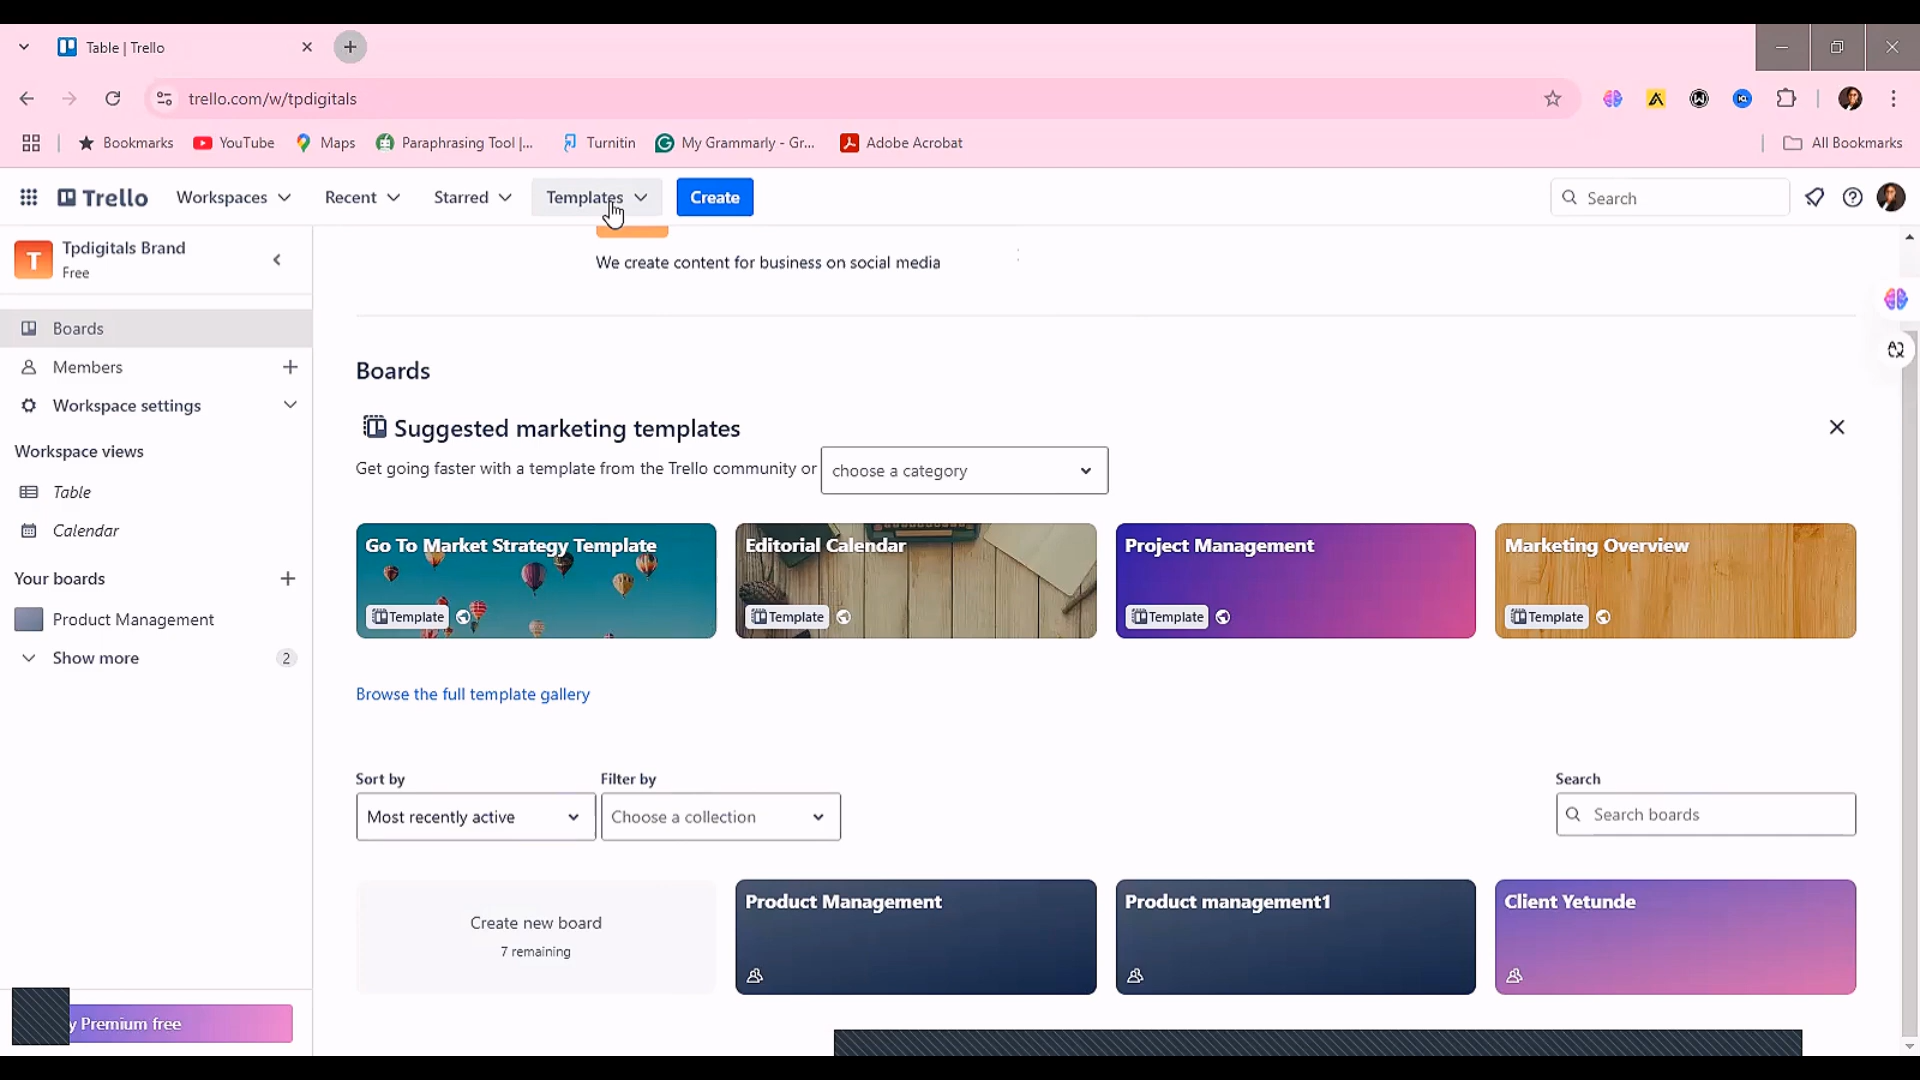 Table | Trello
trello.com/w/tpdigitals
Bookmarks YouTube Maps Paraphrasing Tool |... Turnitin My Grammarly - Gr... Adobe Acrobat All Bookmarks
Trello Workspaces Recent Starred Templates Create Search
T Tpdigitals Brand
Free
We create content for business on social media
Boards
Members
Workspace settings
Workspace views
Table
Calendar
Your boards
Product Management
Show more 2
Premium free
Boards
Suggested marketing templates
Get going faster with a template from the Trello community or choose a category
Go To Market Strategy Template
Template
Editorial Calendar
Template
Project Management
Template
Marketing Overview
Template
Browse the full template gallery
Sort by
Most recently active
Filter by
Choose a collection
Search
Search boards
Create new board
7 remaining
Product Management
Product management1
Client Yetunde